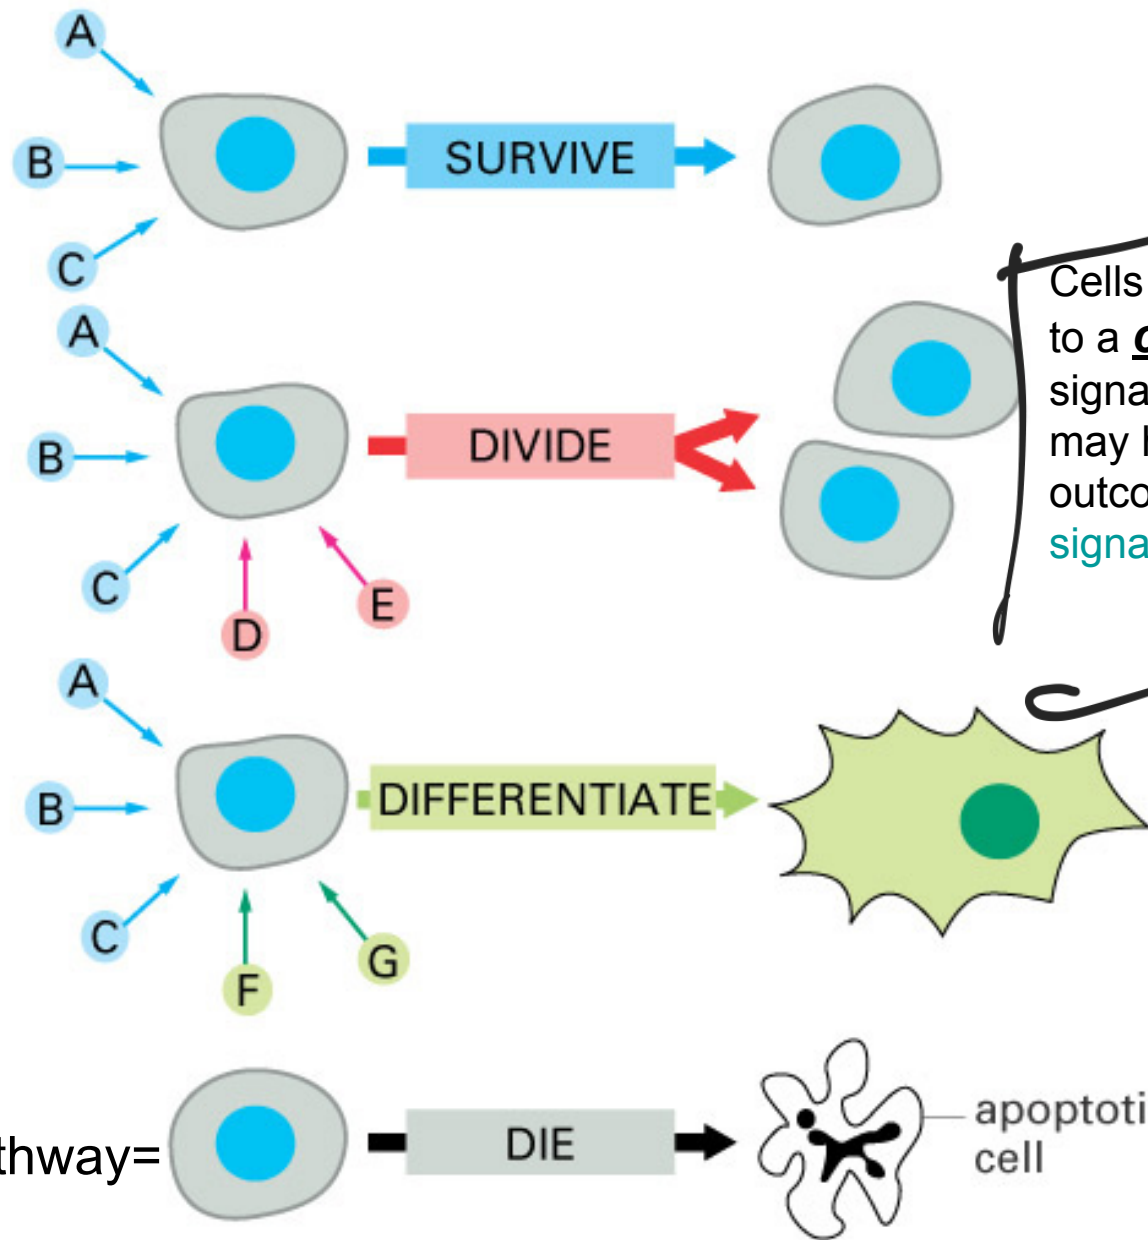 A
B
SURVIVE
C
A
B
DIVIDE
C
D
E
Cells
to a
signa
may
outco
signa
A
B
DIFFERENTIATE
C
F
G
thway=
DIE
apoptoti
cell